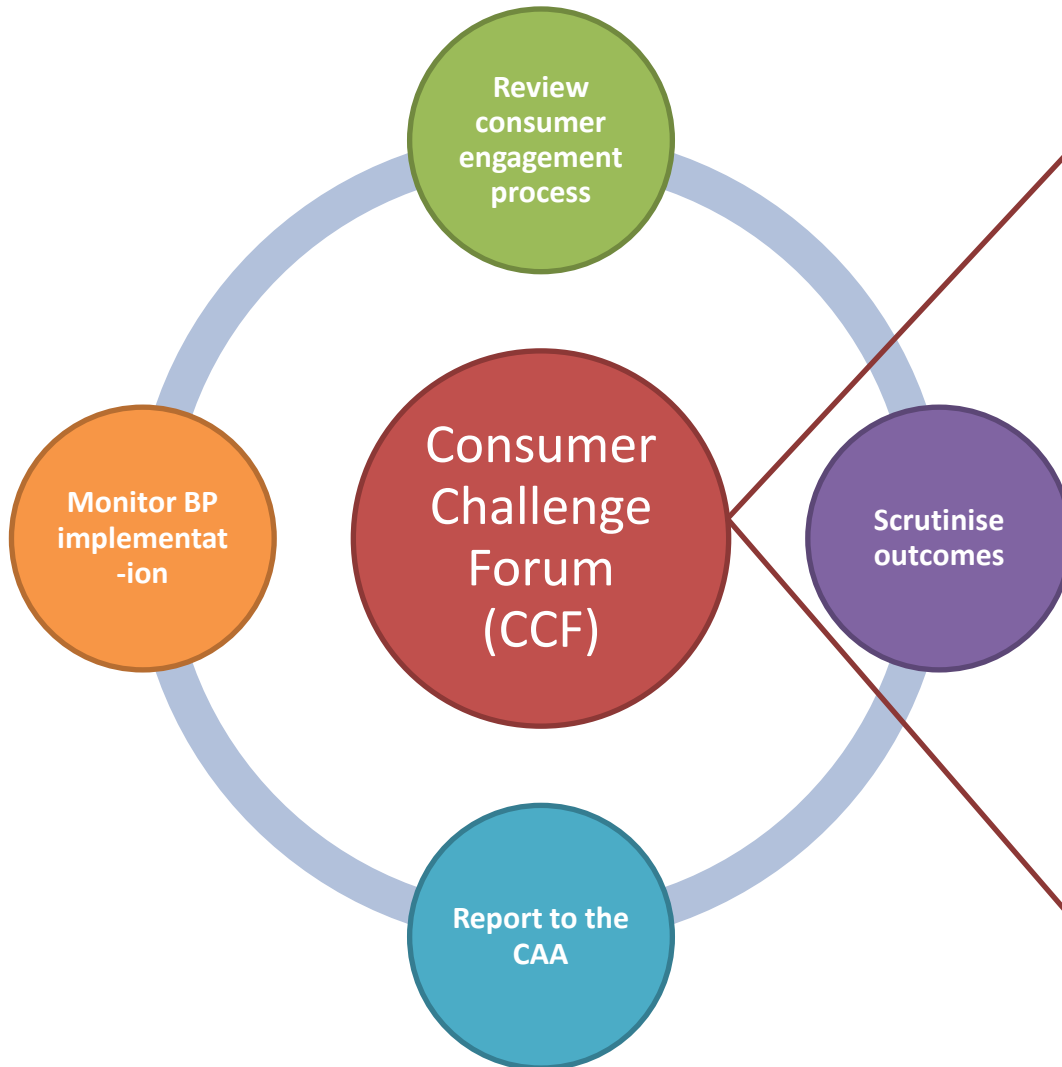 Review
consumer
engagement
process
Consumer
Challenge
Forum
(CCF)
Monitor BP
implementat
-ion
Scrutinise
outcomes
Report to the
CAA